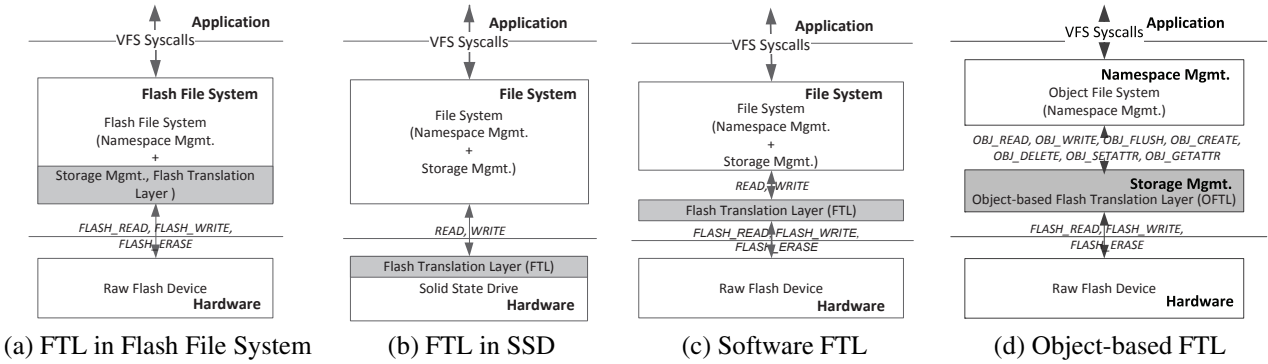 Application
VFS Syscalls
Flash File System
Flash File System
(Namespace Mgmt.
+
Storage Mgmt., Flash Translation
Layer )
FLASH_READ, FLASH_WRITE,
FLASH_ERASE
Raw Flash Device
Hardware
(a) FTL in Flash File System
Application
VFS Syscalls
File System
File System
(Namespace Mgmt.
+
Storage Mgmt.)
READ, WRITE
Flash Translation Layer (FTL)
Solid State Drive
Hardware
(b) FTL in SSD
Application
VFS Syscalls
File System
File System
(Namespace Mgmt.
+
Storage Mgmt.)
READ, WRITE
Flash Translation Layer (FTL)
FLASH_READ, FLASH_WRITE,
FLASH_ERASE
Raw Flash Device
Hardware
(c) Software FTL
Application
VFS Syscalls
Namespace Mgmt.
Object File System
(Namespace Mgmt.)
OBJ_READ, OBJ_WRITE, OBJ_FLUSH, OBJ_CREATE,
OBJ_DELETE, OBJ_SETATTR, OBJ_GETATTR
Storage Mgmt.
Object-based Flash Translation Layer (OFTL)
FLASH_READ, FLASH_WRITE,
FLASH_ERASE
Raw Flash Device
Hardware
(d) Object-based FTL